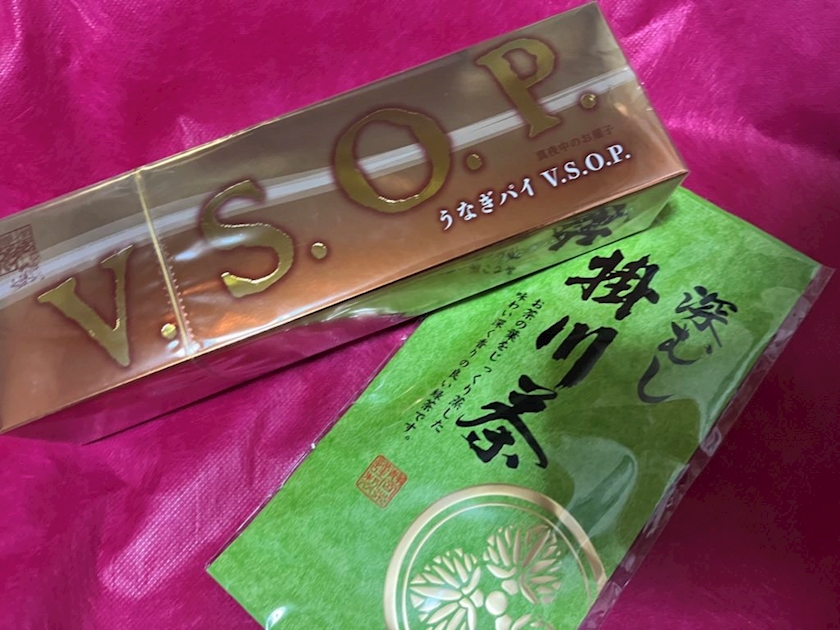 V.S.O.P.
真夜中のお菓子
うなぎパイ V.S.O.P.
深むし
掛川茶
お茶の葉をじっくり蒸した
味わい深く香りの良い緑茶です。